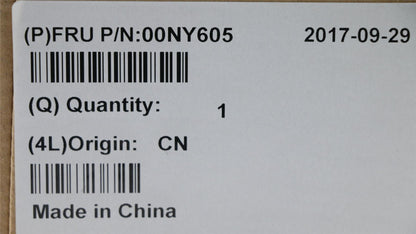 (P)FRU P/N:00NY605 2017-09-29
(Q) Quantity: 1
(4L)Origin: CN
Made in China